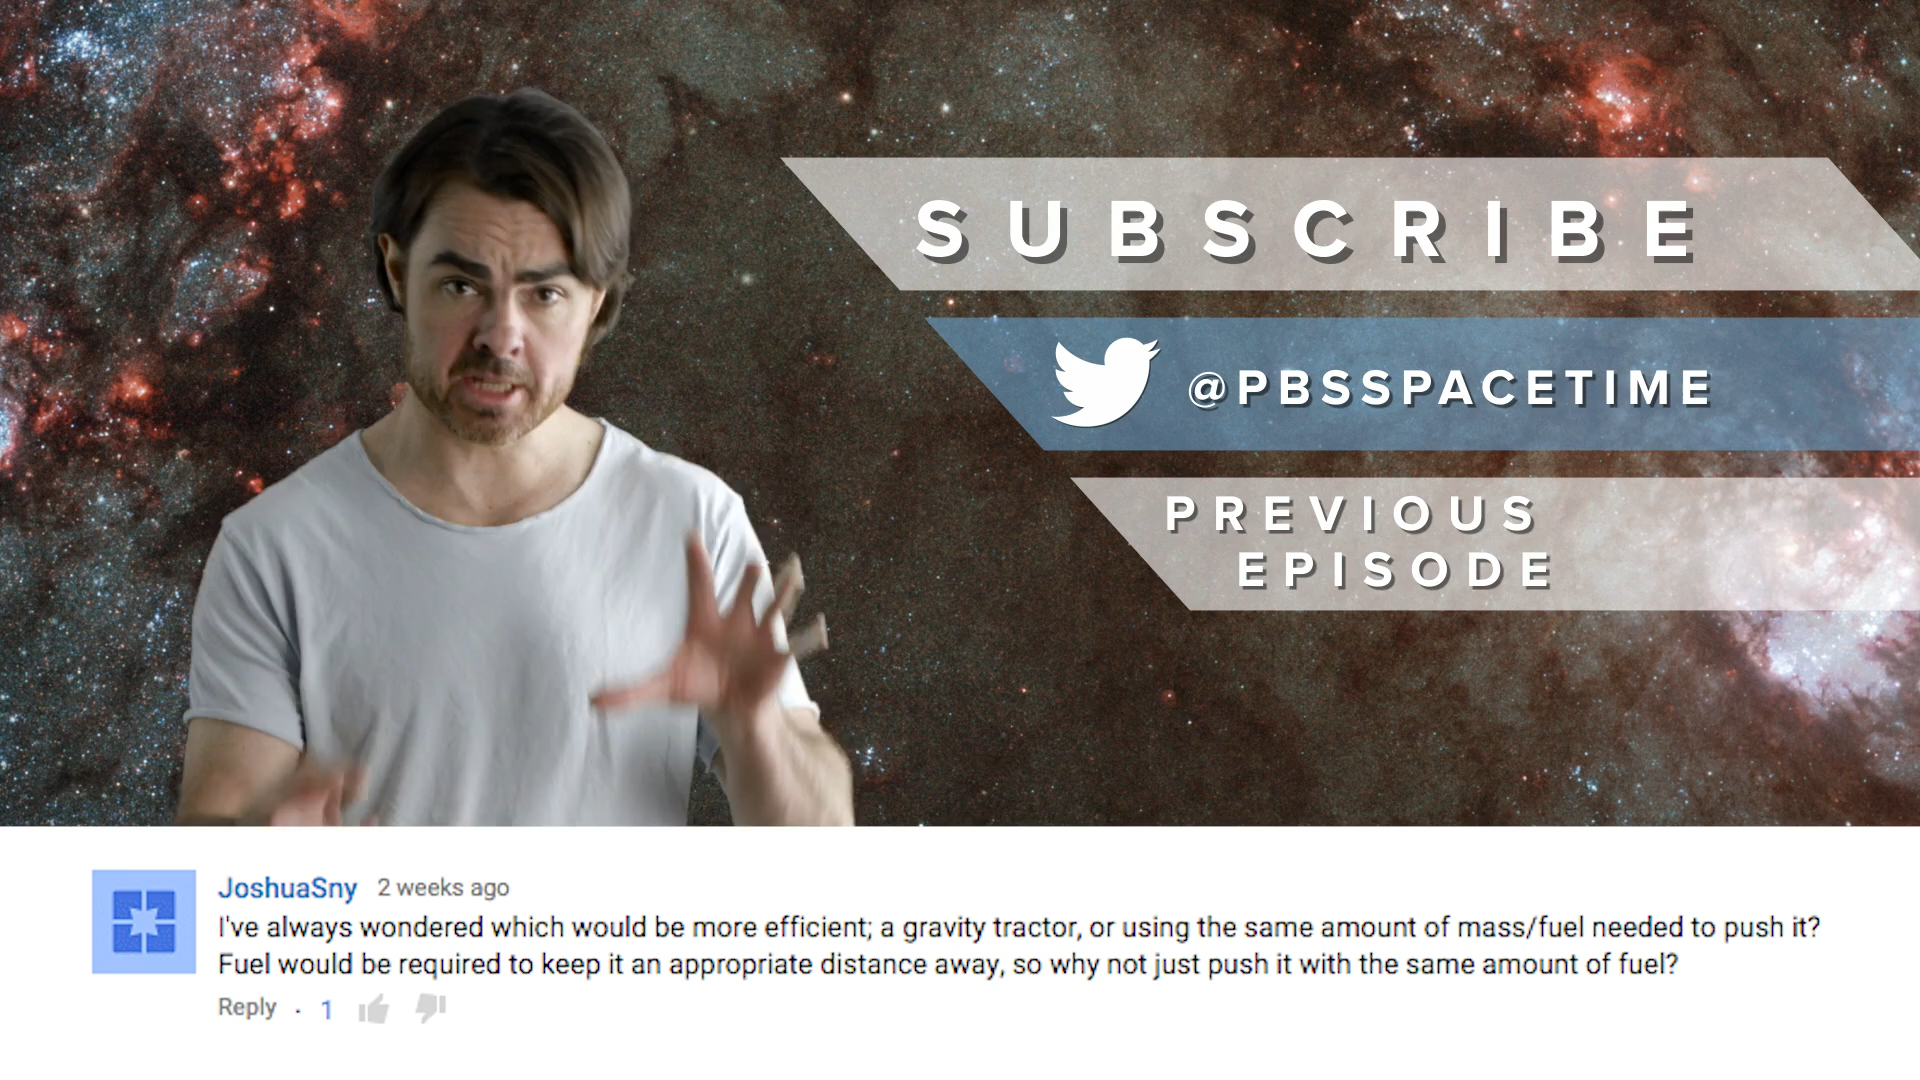 SUBSCRIBE
@PBSSPACETIME
PREVIOUS
EPISODE
JoshuaSny 2 weeks ago
I've always wondered which would be more efficient; a gravity tractor, or using the same amount of mass/fuel needed to push it?
Fuel would be required to keep it an appropriate distance away, so why not just push it with the same amount of fuel?
Reply · 1